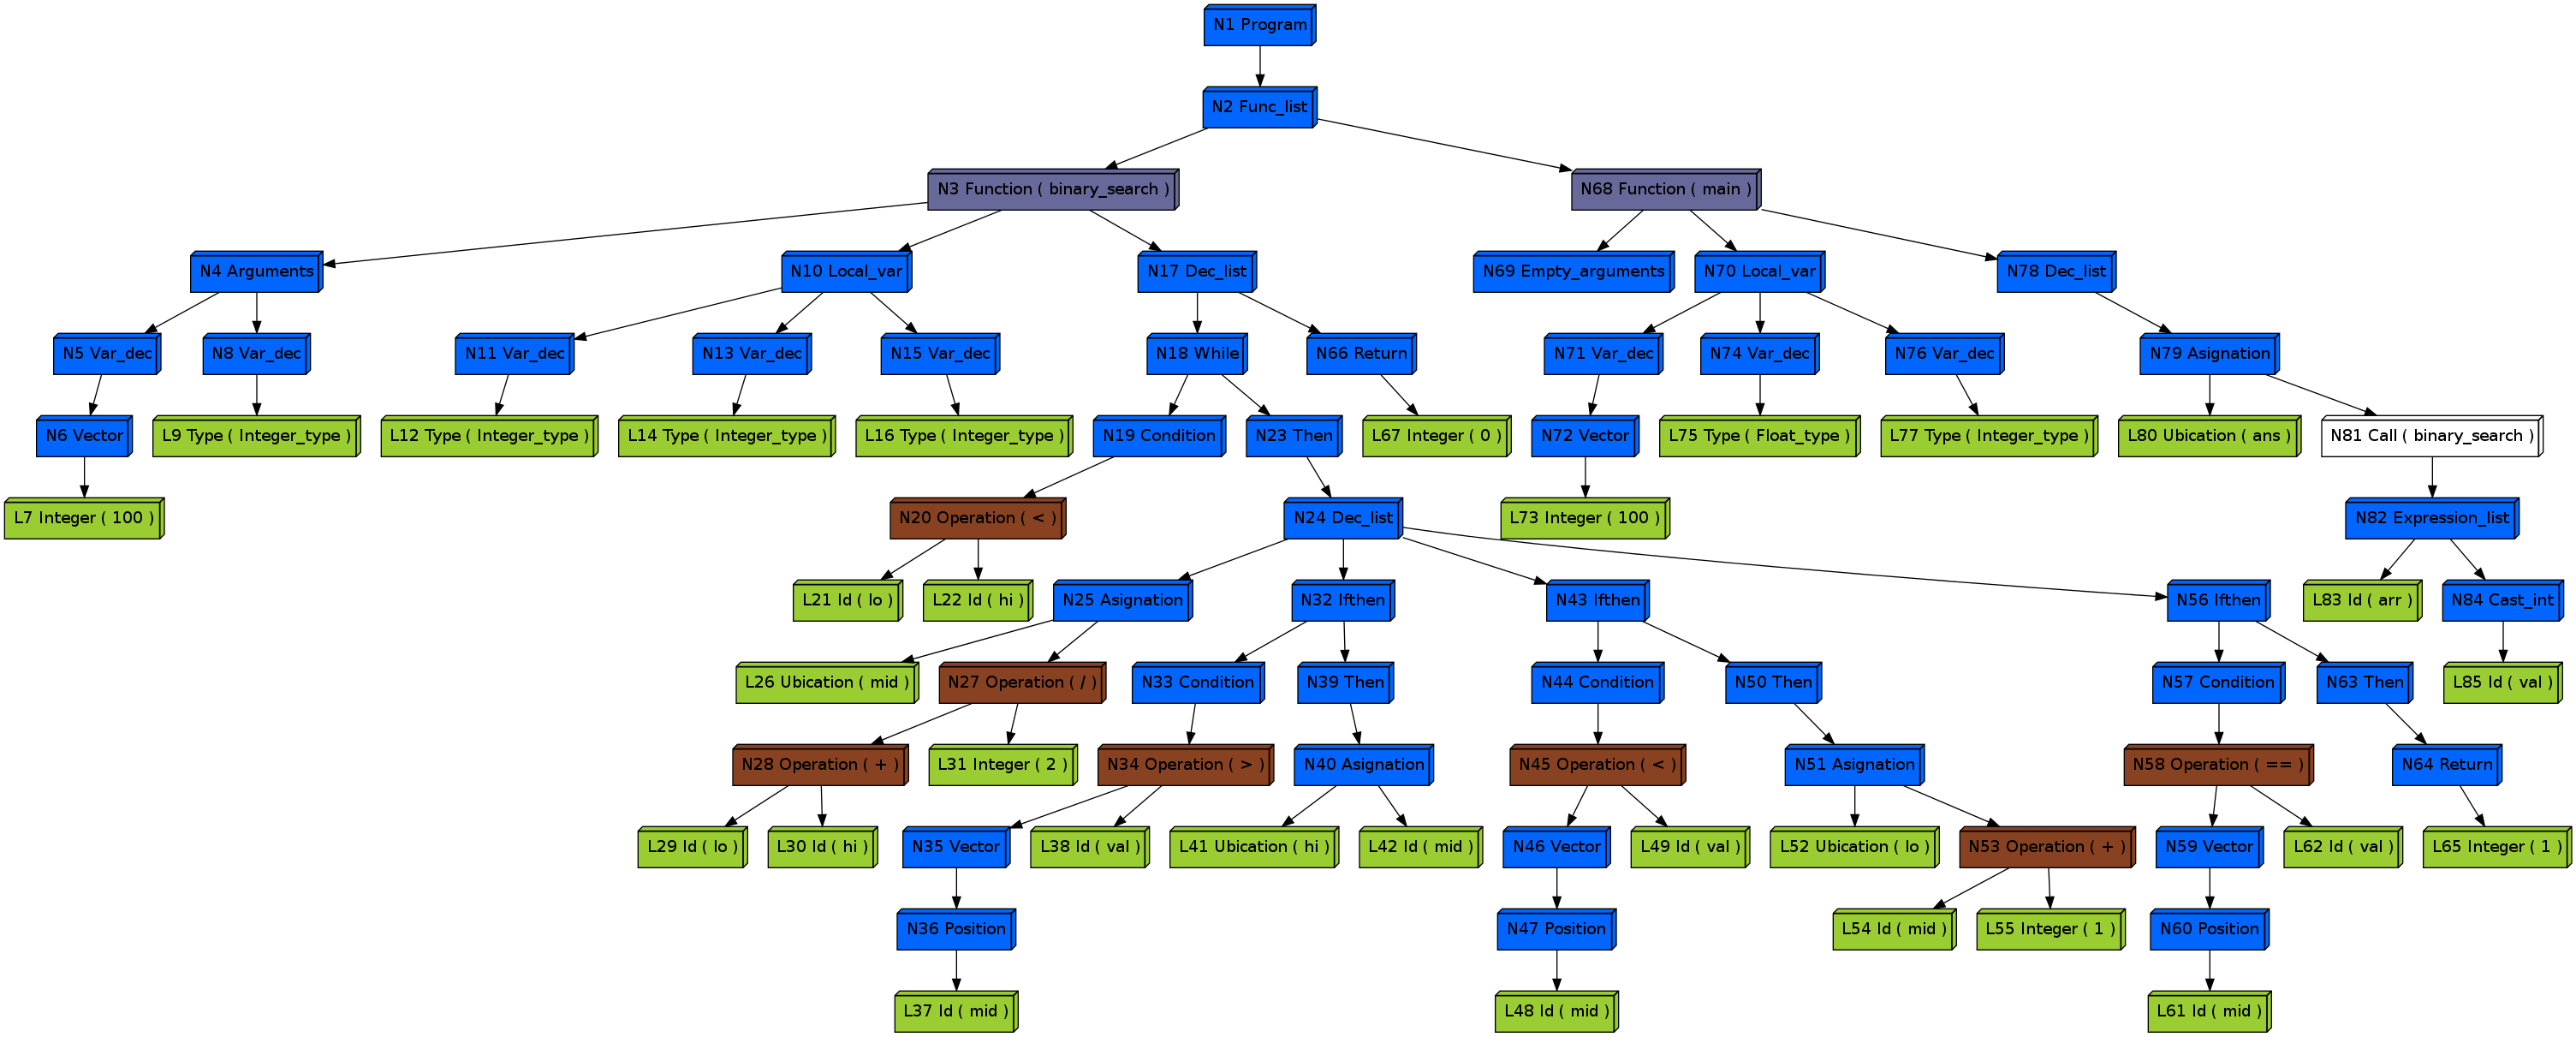 N1 Program
N2 Func_list
N3 Function ( binary_search )
N68 Function ( main )
N4 Arguments
N10 Local_var
N17 Dec_list
N69 Empty_arguments
N70 Local_var
N78 Dec_list
N5 Var_dec
N8 Var_dec
N11 Var_dec
N13 Var_dec
N15 Var_dec
N18 While
N66 Return
N71 Var_dec
N74 Var_dec
N76 Var_dec
N79 Asignation
N6 Vector
L9 Type ( Integer_type )
L12 Type ( Integer_type )
L14 Type ( Integer_type )
L16 Type ( Integer_type )
N19 Condition
N23 Then
L67 Integer ( 0 )
N72 Vector
L75 Type ( Float_type )
L77 Type ( Integer_type )
L80 Ubication ( ans )
N81 Call ( binary_search )
L7 Integer ( 100 )
N20 Operation ( < )
N24 Dec_list
L73 Integer ( 100 )
N82 Expression_list
L21 Id ( lo )
L22 Id ( hi )
N25 Asignation
N32 Ifthen
N43 Ifthen
N56 Ifthen
L83 Id ( arr )
N84 Cast_int
L26 Ubication ( mid )
N27 Operation ( / )
N33 Condition
N39 Then
N44 Condition
N50 Then
N57 Condition
N63 Then
L85 Id ( val )
N28 Operation ( + )
L31 Integer ( 2 )
N34 Operation ( > )
N40 Asignation
N45 Operation ( < )
N51 Asignation
N58 Operation ( == )
N64 Return
L29 Id ( lo )
L30 Id ( hi )
N35 Vector
L38 Id ( val )
L41 Ubication ( hi )
L42 Id ( mid )
N46 Vector
L49 Id ( val )
L52 Ubication ( lo )
N53 Operation ( + )
N59 Vector
L62 Id ( val )
L65 Integer ( 1 )
N36 Position
N47 Position
L54 Id ( mid )
L55 Integer ( 1 )
N60 Position
L37 Id ( mid )
L48 Id ( mid )
L61 Id ( mid )